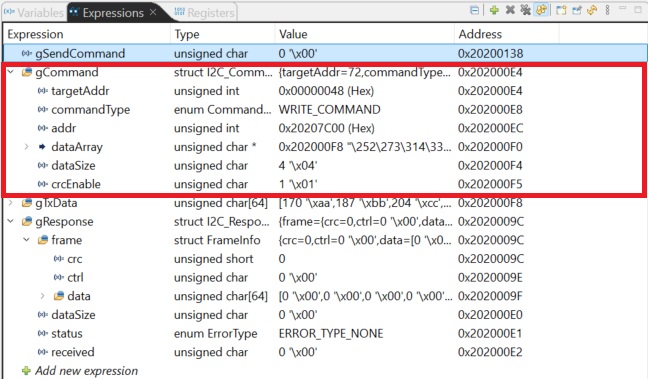 Variables Expressions Registers
Expression Type Value Address
gSendCommand unsigned char 0 '\x00' 0x20200138
gCommand struct I2C_Comm... {targetAddr=72,commandType... 0x202000E4
targetAddr unsigned int 0x00000048 (Hex) 0x202000E4
commandType enum Comman... WRITE_COMMAND 0x202000E8
addr unsigned int 0x20207C00 (Hex) 0x202000EC
dataArray unsigned char * 0x202000F8 "\252\273\314\33... 0x202000F0
dataSize unsigned char 4 '\x04' 0x202000F4
crcEnable unsigned char 1 '\x01' 0x202000F5
gTxData unsigned char[64] [170 '\xaa',187 '\xbb',204 '\xcc',... 0x202000F8
gResponse struct I2C_Respo... {frame={crc=0,ctrl=0 '\x00',data... 0x2020009C
frame struct FrameInfo {crc=0,ctrl=0 '\x00',data=[0 '\x0... 0x2020009C
crc unsigned short 0 0x2020009C
ctrl unsigned char 0 '\x00' 0x2020009E
data unsigned char[64] [0 '\x00',0 '\x00',0 '\x00',0 '\x00'... 0x2020009F
dataSize unsigned char 0 '\x00' 0x202000E0
status enum ErrorType ERROR_TYPE_NONE 0x202000E1
received unsigned char 0 '\x00' 0x202000E2
Add new expression